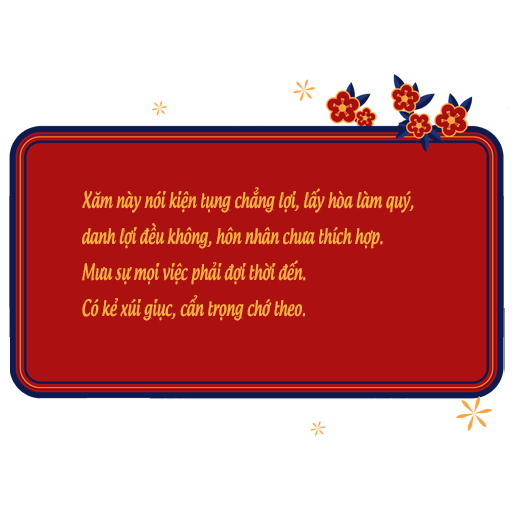 Xăm này nói kiện tụng chẳng lợi, lấy hòa làm quý,
danh lợi đều không, hôn nhân chưa thích hợp.
Mưu sự mọi việc phải đợi thời đến.
Có kẻ xúi giục, cẩn trọng chớ theo.